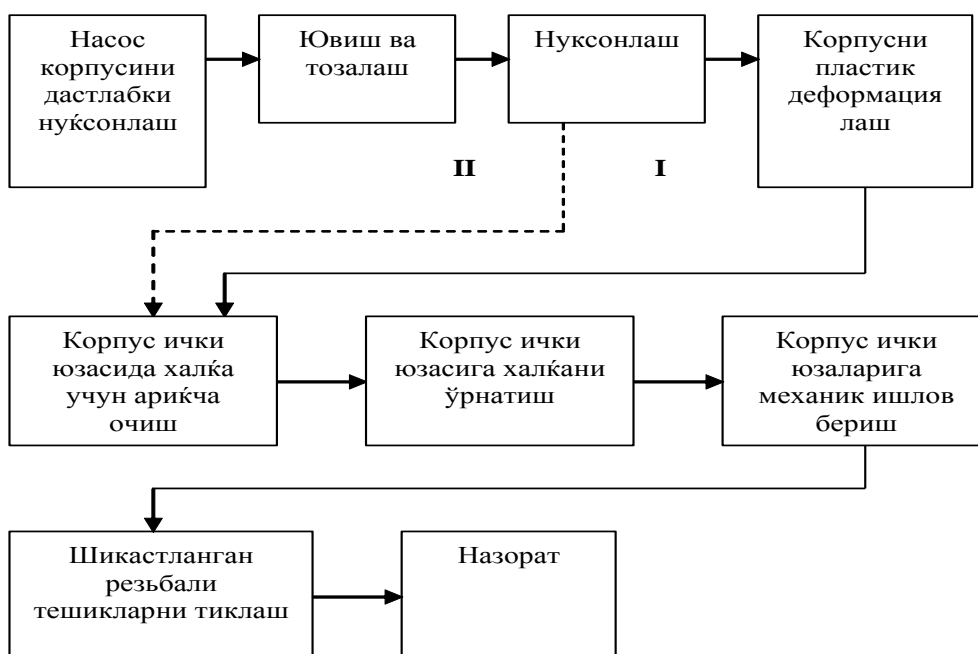 Насос
корпусини
дастлабки
нуќсонлаш
Ювиш ва
тозалаш
Нуксонлаш
Корпусни
пластик
деформация
лаш
II
I
Корпус ички
юзасида халќа
учун ариќча
очиш
Корпус ички
юзасига халќани
ўрнатиш
Корпус ички
юзаларига
механик ишлов
бериш
Шикастланган
резьбали
тешикларни тиклаш
Назорат